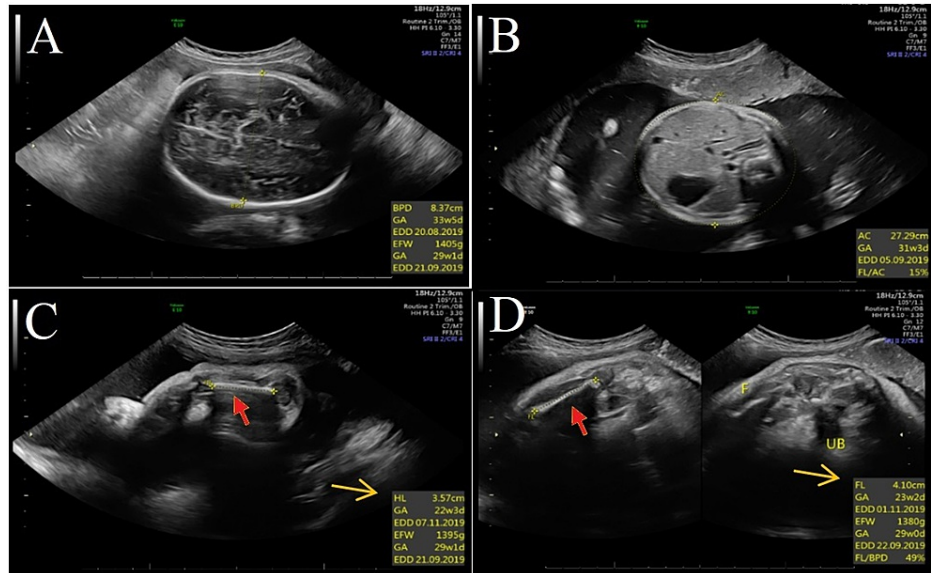 A
18Hz/12.9cm
105°/1.1
Routine 2 Trim./OB
HH PI 6.10 - 3.30
Gn 14
C7/M7
FF3/E1
SRI II 2/CRI 4
BPD 8.37cm
GA 33w5d
EDD 20.08.2019
EFW 1405g
GA 29w1d
EDD 21.09.2019
B
18Hz/12.9cm
105°/1.1
Routine 2 Trim./OB
HH PI 6.10 - 3.30
Gn 9
C7/M7
FF3/E1
SRI II 2/CRI 4
AC 27.29cm
GA 31w3d
EDD 05.09.2019
FL/AC 15%
C
18Hz/12.9cm
105°/1.1
Routine 2 Trim./OB
HH PI 6.10 - 3.30
Gn 9
C7/M7
FF3/E1
SRI II 2/CRI 4
HL 3.57cm
GA 22w3d
EDD 07.11.2019
EFW 1395g
GA 29w1d
EDD 21.09.2019
D
18Hz/12.9cm
105°/1.1
Routine 2 Trim./OB
HH PI 6.10 - 3.30
Gn 12
C7/M7
FF3/E1
SRI II 2/CRI 4
F
UB
FL 4.10cm
GA 23w2d
EDD 01.11.2019
EFW 1380g
GA 29w0d
EDD 22.09.2019
FL/BPD 49%